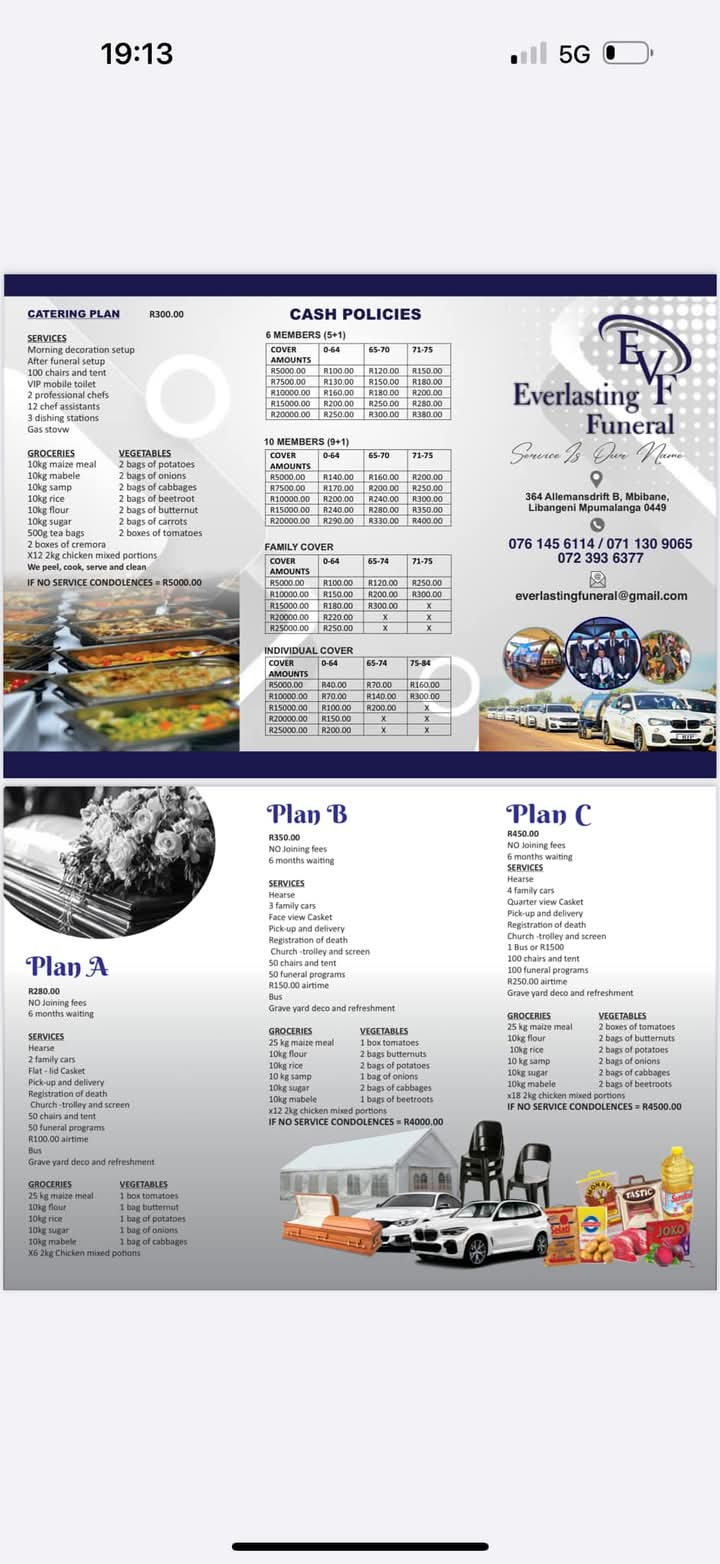 19:13
5G
CATERING PLAN R300.00
SERVICES
Morning decoration setup
After funeral setup
100 chairs and tent
VIP mobile toilet
2 professional chefs
12 chef assistants
3 dishing stations
Gas stovw
GROCERIES VEGETABLES
10kg maize meal 2 bags of potatoes
10kg mabele 2 bags of onions
10kg samp 2 bags of cabbages
10kg rice 2 bags of beetroot
10kg flour 2 bags of butternut
10kg sugar 2 bags of carrots
500g tea bags 2 boxes of tomatoes
2 boxes of cremora
X12 2kg chicken mixed portions
We peel, cook, serve and clean
IF NO SERVICE CONDOLENCES = R5000.00
CASH POLICIES
6 MEMBERS (5+1)
COVER AMOUNTS 0-64 65-70 71-75
R5000.00 R100.00 R120.00 R150.00
R7500.00 R130.00 R150.00 R180.00
R10000.00 R160.00 R180.00 R200.00
R15000.00 R200.00 R250.00 R280.00
R20000.00 R250.00 R300.00 R380.00
10 MEMBERS (9+1)
COVER AMOUNTS 0-64 65-70 71-75
R5000.00 R140.00 R160.00 R200.00
R7500.00 R170.00 R200.00 R250.00
R10000.00 R200.00 R240.00 R300.00
R15000.00 R240.00 R280.00 R350.00
R20000.00 R290.00 R330.00 R400.00
FAMILY COVER
COVER AMOUNTS 0-64 65-74 71-75
R5000.00 R100.00 R120.00 R250.00
R10000.00 R150.00 R200.00 R300.00
R15000.00 R180.00 R300.00 X
R20000.00 R220.00 X X
R25000.00 R250.00 X X
INDIVIDUAL COVER
COVER AMOUNTS 0-64 65-74 75-84
R5000.00 R40.00 R70.00 R160.00
R10000.00 R70.00 R140.00 R300.00
R15000.00 R100.00 R200.00 X
R20000.00 R150.00 X X
R25000.00 R200.00 X X
EVF
Everlasting
Funeral
Service Is Our Name
364 Allemansdrift B, Mbibane,
Libangeni Mpumalanga 0449
076 145 6114 / 071 130 9065
072 393 6377
everlastingfuneral@gmail.com
RIP
Plan A
R280.00
NO Joining fees
6 months waiting
SERVICES
Hearse
2 family cars
Flat - lid Casket
Pick-up and delivery
Registration of death
Church -trolley and screen
50 chairs and tent
50 funeral programs
R100.00 airtime
Bus
Grave yard deco and refreshment
GROCERIES VEGETABLES
25 kg maize meal 1 box tomatoes
10kg flour 1 bag butternut
10kg rice 1 bag of potatoes
10kg sugar 1 bag of onions
10kg mabele 1 bag of cabbages
X6 2kg Chicken mixed potions
Plan B
R350.00
NO Joining fees
6 months waiting
SERVICES
Hearse
3 family cars
Face view Casket
Pick-up and delivery
Registration of death
Church -trolley and screen
50 chairs and tent
50 funeral programs
R150.00 airtime
Bus
Grave yard deco and refreshment
GROCERIES VEGETABLES
25 kg maize meal 1 box tomatoes
10kg flour 2 bags butternuts
10kg rice 2 bags of potatoes
10 kg samp 1 bag of onions
10kg sugar 2 bags of cabbages
10kg mabele 1 bags of beetroots
x12 2kg chicken mixed portions
IF NO SERVICE CONDOLENCES = R4000.00
Plan C
R450.00
NO Joining fees
6 months waiting
SERVICES
Hearse
4 family cars
Quarter view Casket
Pick-up and delivery
Registration of death
Church -trolley and screen
1 Bus or R1500
100 chairs and tent
100 funeral programs
R250.00 airtime
Grave yard deco and refreshment
GROCERIES VEGETABLES
25 kg maize meal 2 boxes of tomatoes
10kg flour 2 bags of butternuts
10kg rice 2 bags of potatoes
10 kg samp 2 bags of onions
10kg sugar 2 bags of cabbages
10kg mabele 2 bags of beetroots
x18 2kg chicken mixed portions
IF NO SERVICE CONDOLENCES = R4500.00
TASTIC
JOKO
Selati